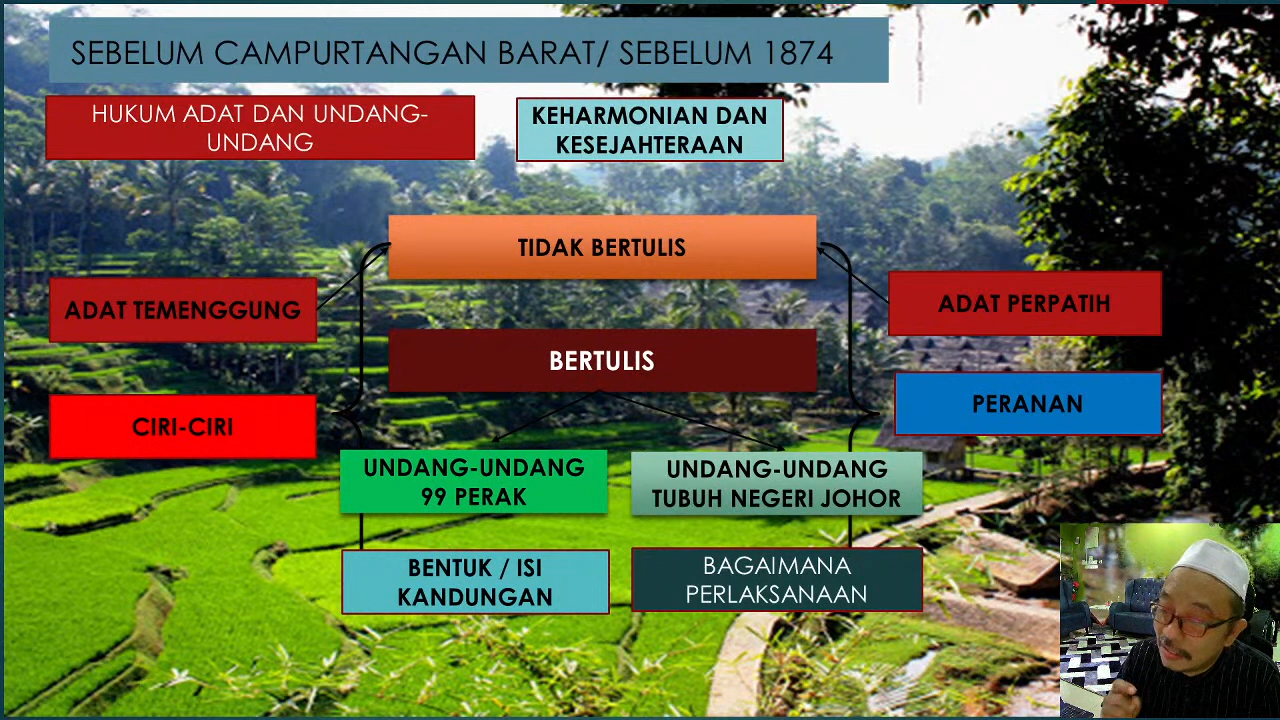 SEBELUM CAMPURTANGAN BARAT/ SEBELUM 1874
HUKUM ADAT DAN UNDANG-
UNDANG
KEHARMONIAN DAN
KESEJAHTERAAN
TIDAK BERTULIS
ADAT TEMENGGUNG
ADAT PERPATIH
BERTULIS
CIRI-CIRI
PERANAN
UNDANG-UNDANG
99 PERAK
UNDANG-UNDANG
TUBUH NEGERI JOHOR
BENTUK / ISI
KANDUNGAN
BAGAIMANA
PERLAKSANAAN